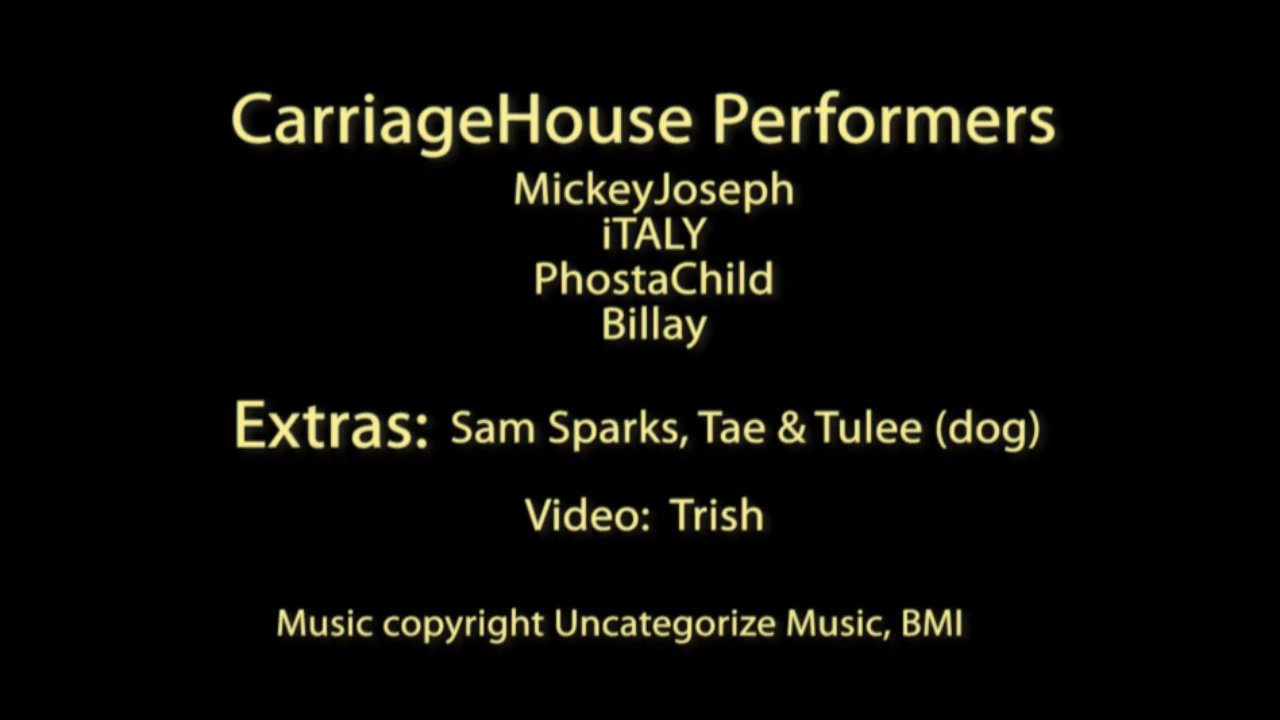 CarriageHouse Performers
MickeyJoseph
iTALY
PhostaChild
Billay
Extras: Sam Sparks, Tae & Tulee (dog)
Video: Trish
Music copyright Uncategorize Music, BMI